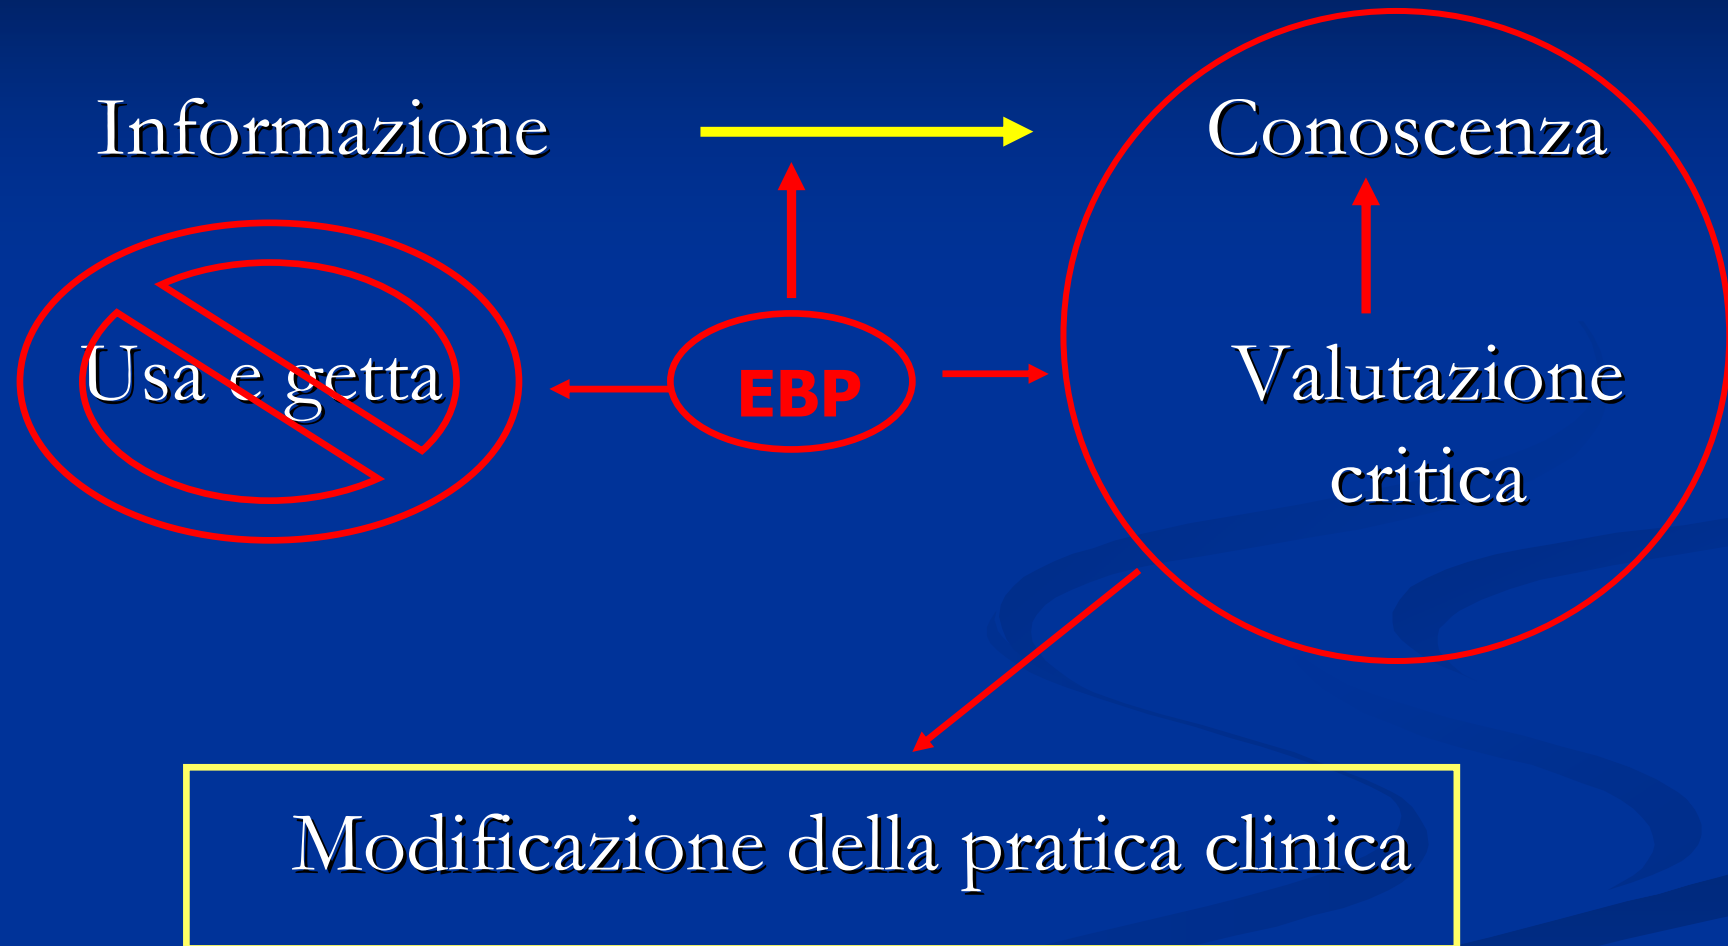 Informazione
Conoscenza
Usa e getta
EBP
Valutazione
critica
Modificazione della pratica clinica